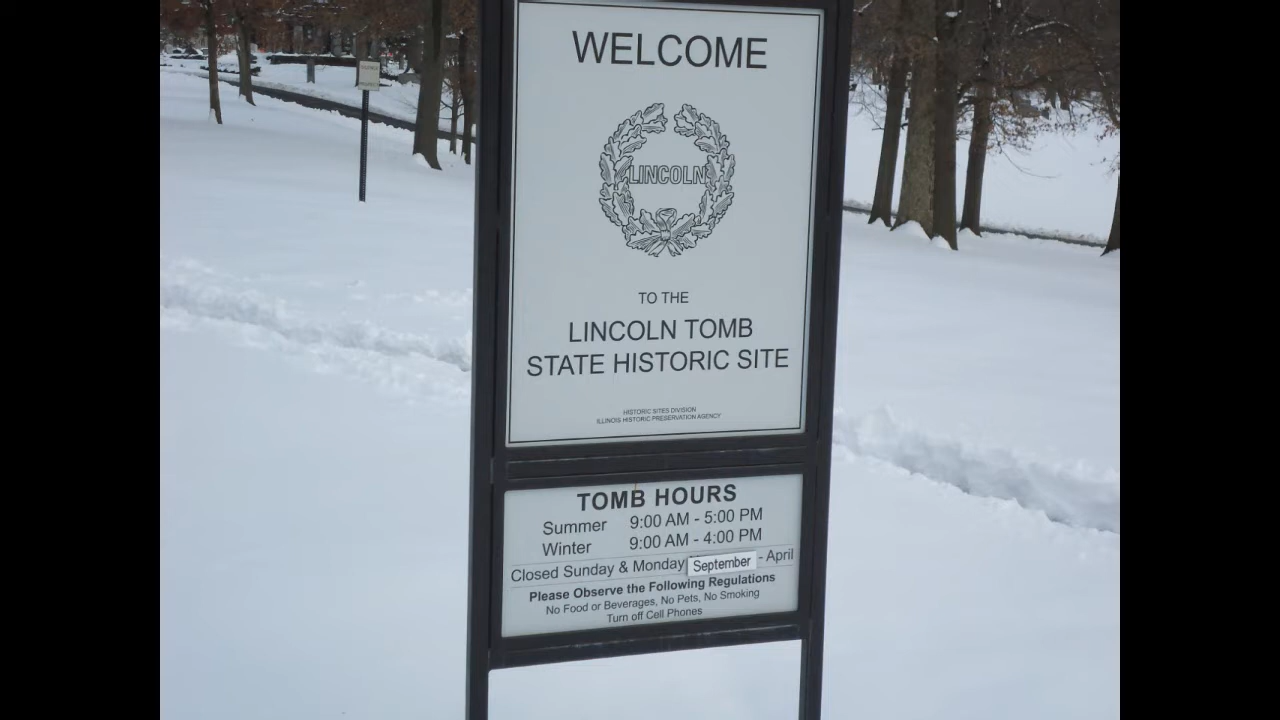 WELCOME
LINCOLN
TO THE
LINCOLN TOMB
STATE HISTORIC SITE
HISTORIC SITES DIVISION
ILLINOIS HISTORIC PRESERVATION AGENCY
TOMB HOURS
Summer 9:00 AM - 5:00 PM
Winter 9:00 AM - 4:00 PM
Closed Sunday & Monday September - April
Please Observe the Following Regulations
No Food or Beverages, No Pets, No Smoking
Turn off Cell Phones